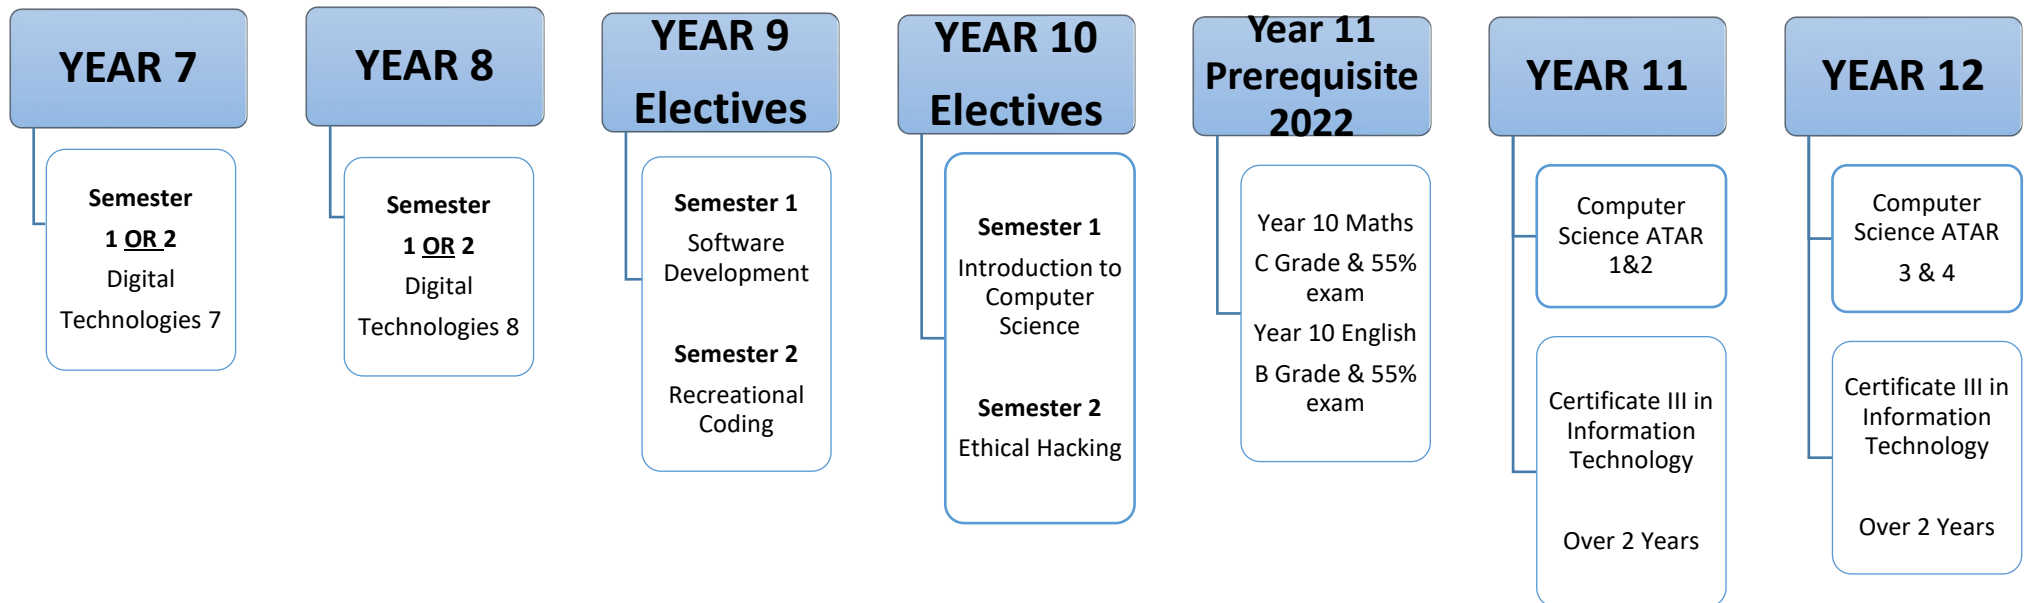 YEAR 7
Semester
1 OR 2
Digital
Technologies 7
YEAR 8
Semester
1 OR 2
Digital
Technologies 8
YEAR 9
Electives
Semester 1
Software
Development
Semester 2
Recreational
Coding
YEAR 10
Electives
Semester 1
Introduction to
Computer
Science
Semester 2
Ethical Hacking
Year 11
Prerequisite
2022
Year 10 Maths
C Grade & 55%
exam
Year 10 English
B Grade & 55%
exam
YEAR 11
Computer
Science ATAR
1&2
Certificate III in
Information
Technology
Over 2 Years
YEAR 12
Computer
Science ATAR
3 & 4
Certificate III in
Information
Technology
Over 2 Years